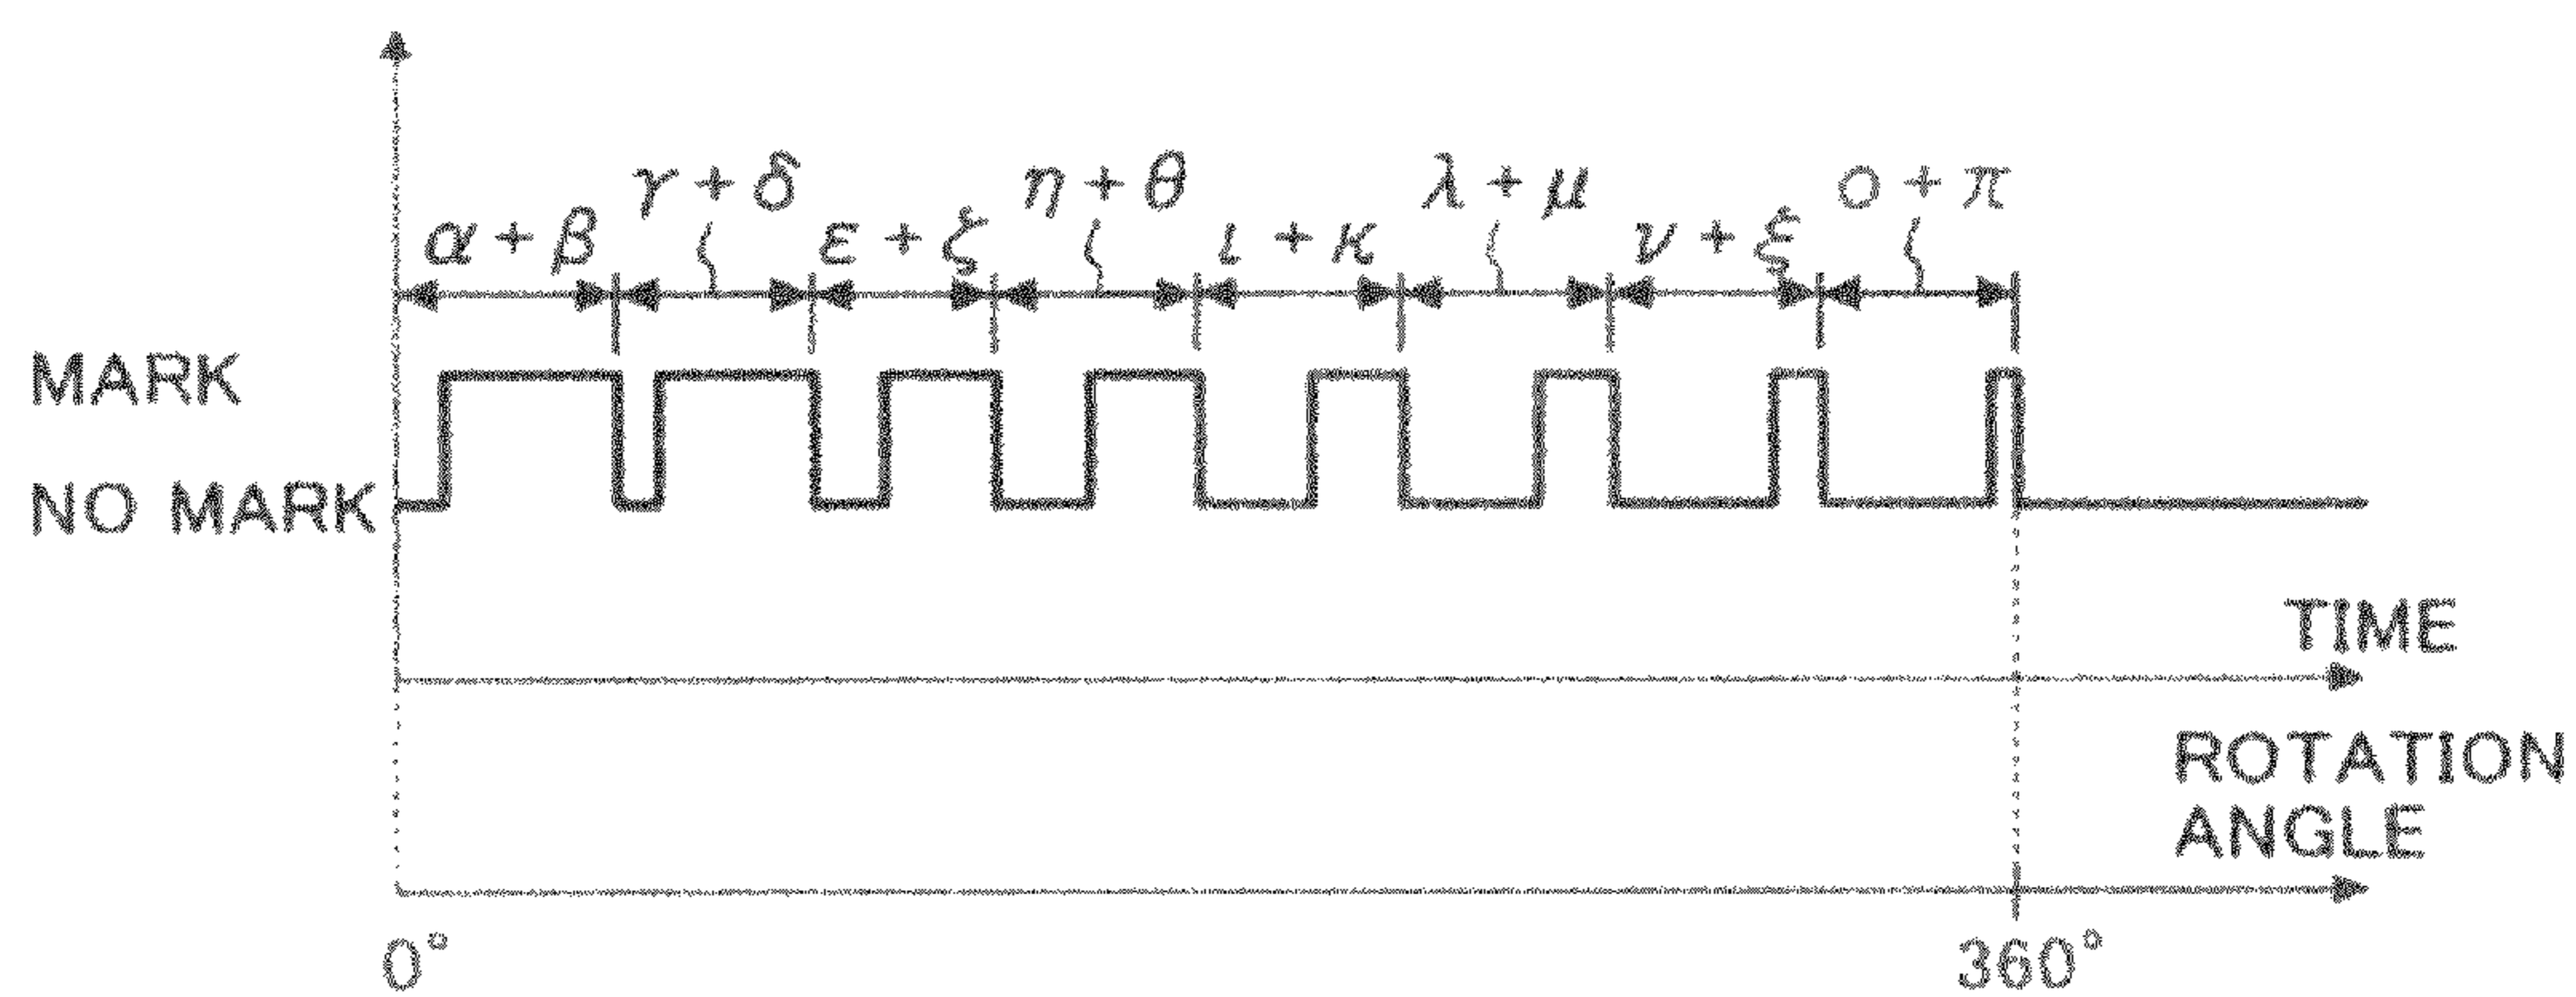 γ + δ
η + θ
λ + μ
ο + π
α + β
ε + ζ
ι + κ
ν + ξ
MARK
NO MARK
TIME
ROTATION
ANGLE
0°
360°